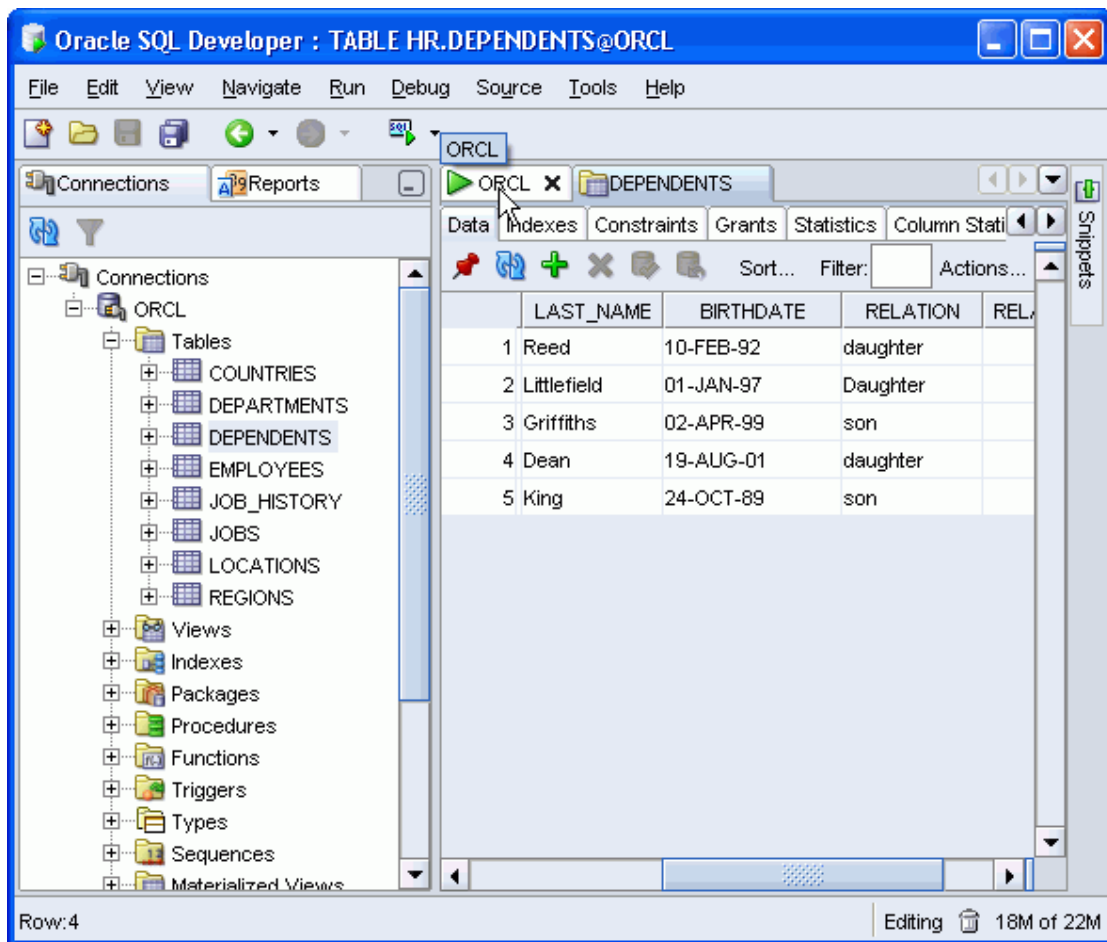 Oracle SQL Developer : TABLE HR.DEPENDENTS@ORCL
File Edit View Navigate Run Debug Source Tools Help
SQL
ORCL
Connections Reports
ORCL DEPENDENTS
Data Indexes Constraints Grants Statistics Column Stati
Sort... Filter: Actions...
Snippets
Connections
ORCL
Tables
COUNTRIES
DEPARTMENTS
DEPENDENTS
EMPLOYEES
JOB_HISTORY
JOBS
LOCATIONS
REGIONS
Views
Indexes
Packages
Procedures
Functions
Triggers
Types
Sequences
Materialized Views
LAST_NAME BIRTHDATE RELATION RELA
1 Reed 10-FEB-92 daughter
2 Littlefield 01-JAN-97 Daughter
3 Griffiths 02-APR-99 son
4 Dean 19-AUG-01 daughter
5 King 24-OCT-89 son
Row:4
Editing 18M of 22M